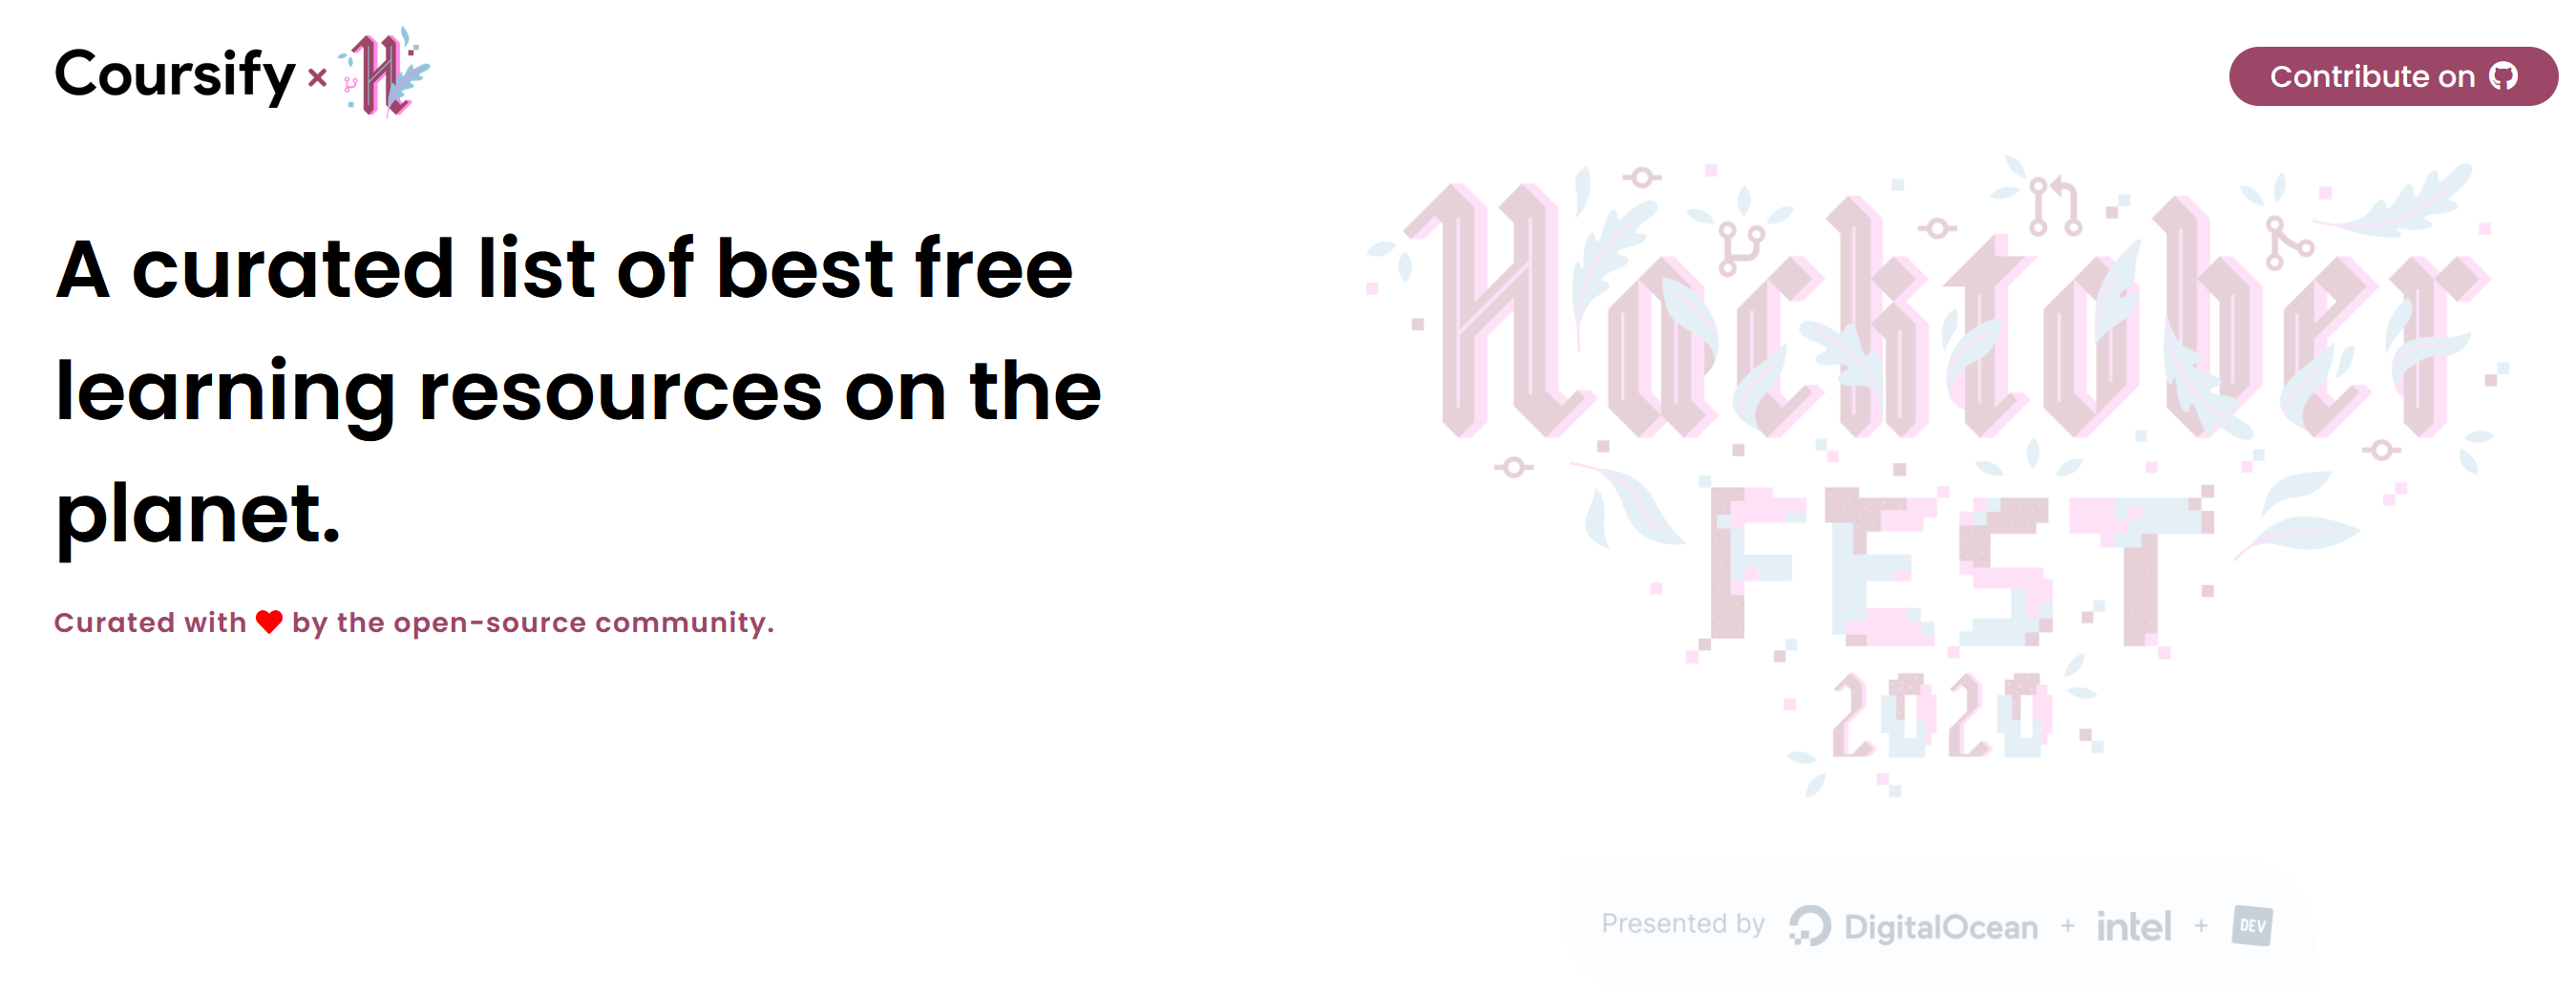 Coursify × H
Contribute on
A curated list of best free
learning resources on the
planet.
Curated with ❤ by the open-source community.
Hacktober
FEST
2020
Presented by DigitalOcean + intel + DEV